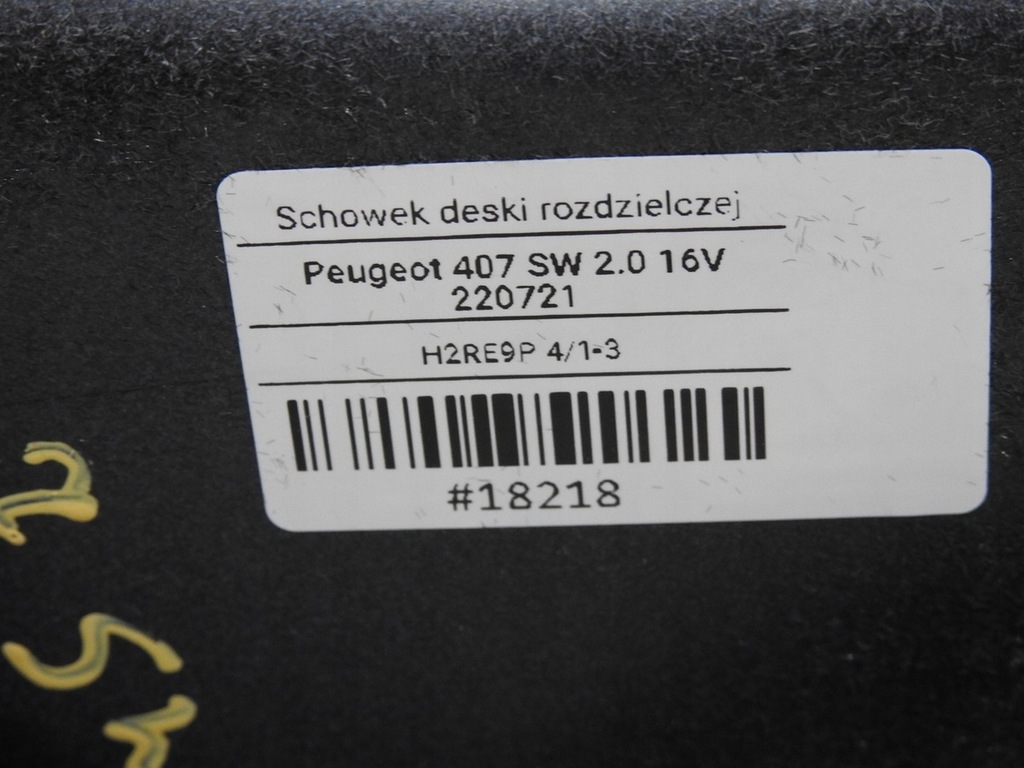 Schowek deski rozdzielczej
Peugeot 407 SW 2.0 16V
220721
H2RE9P 4/1-3
#18218